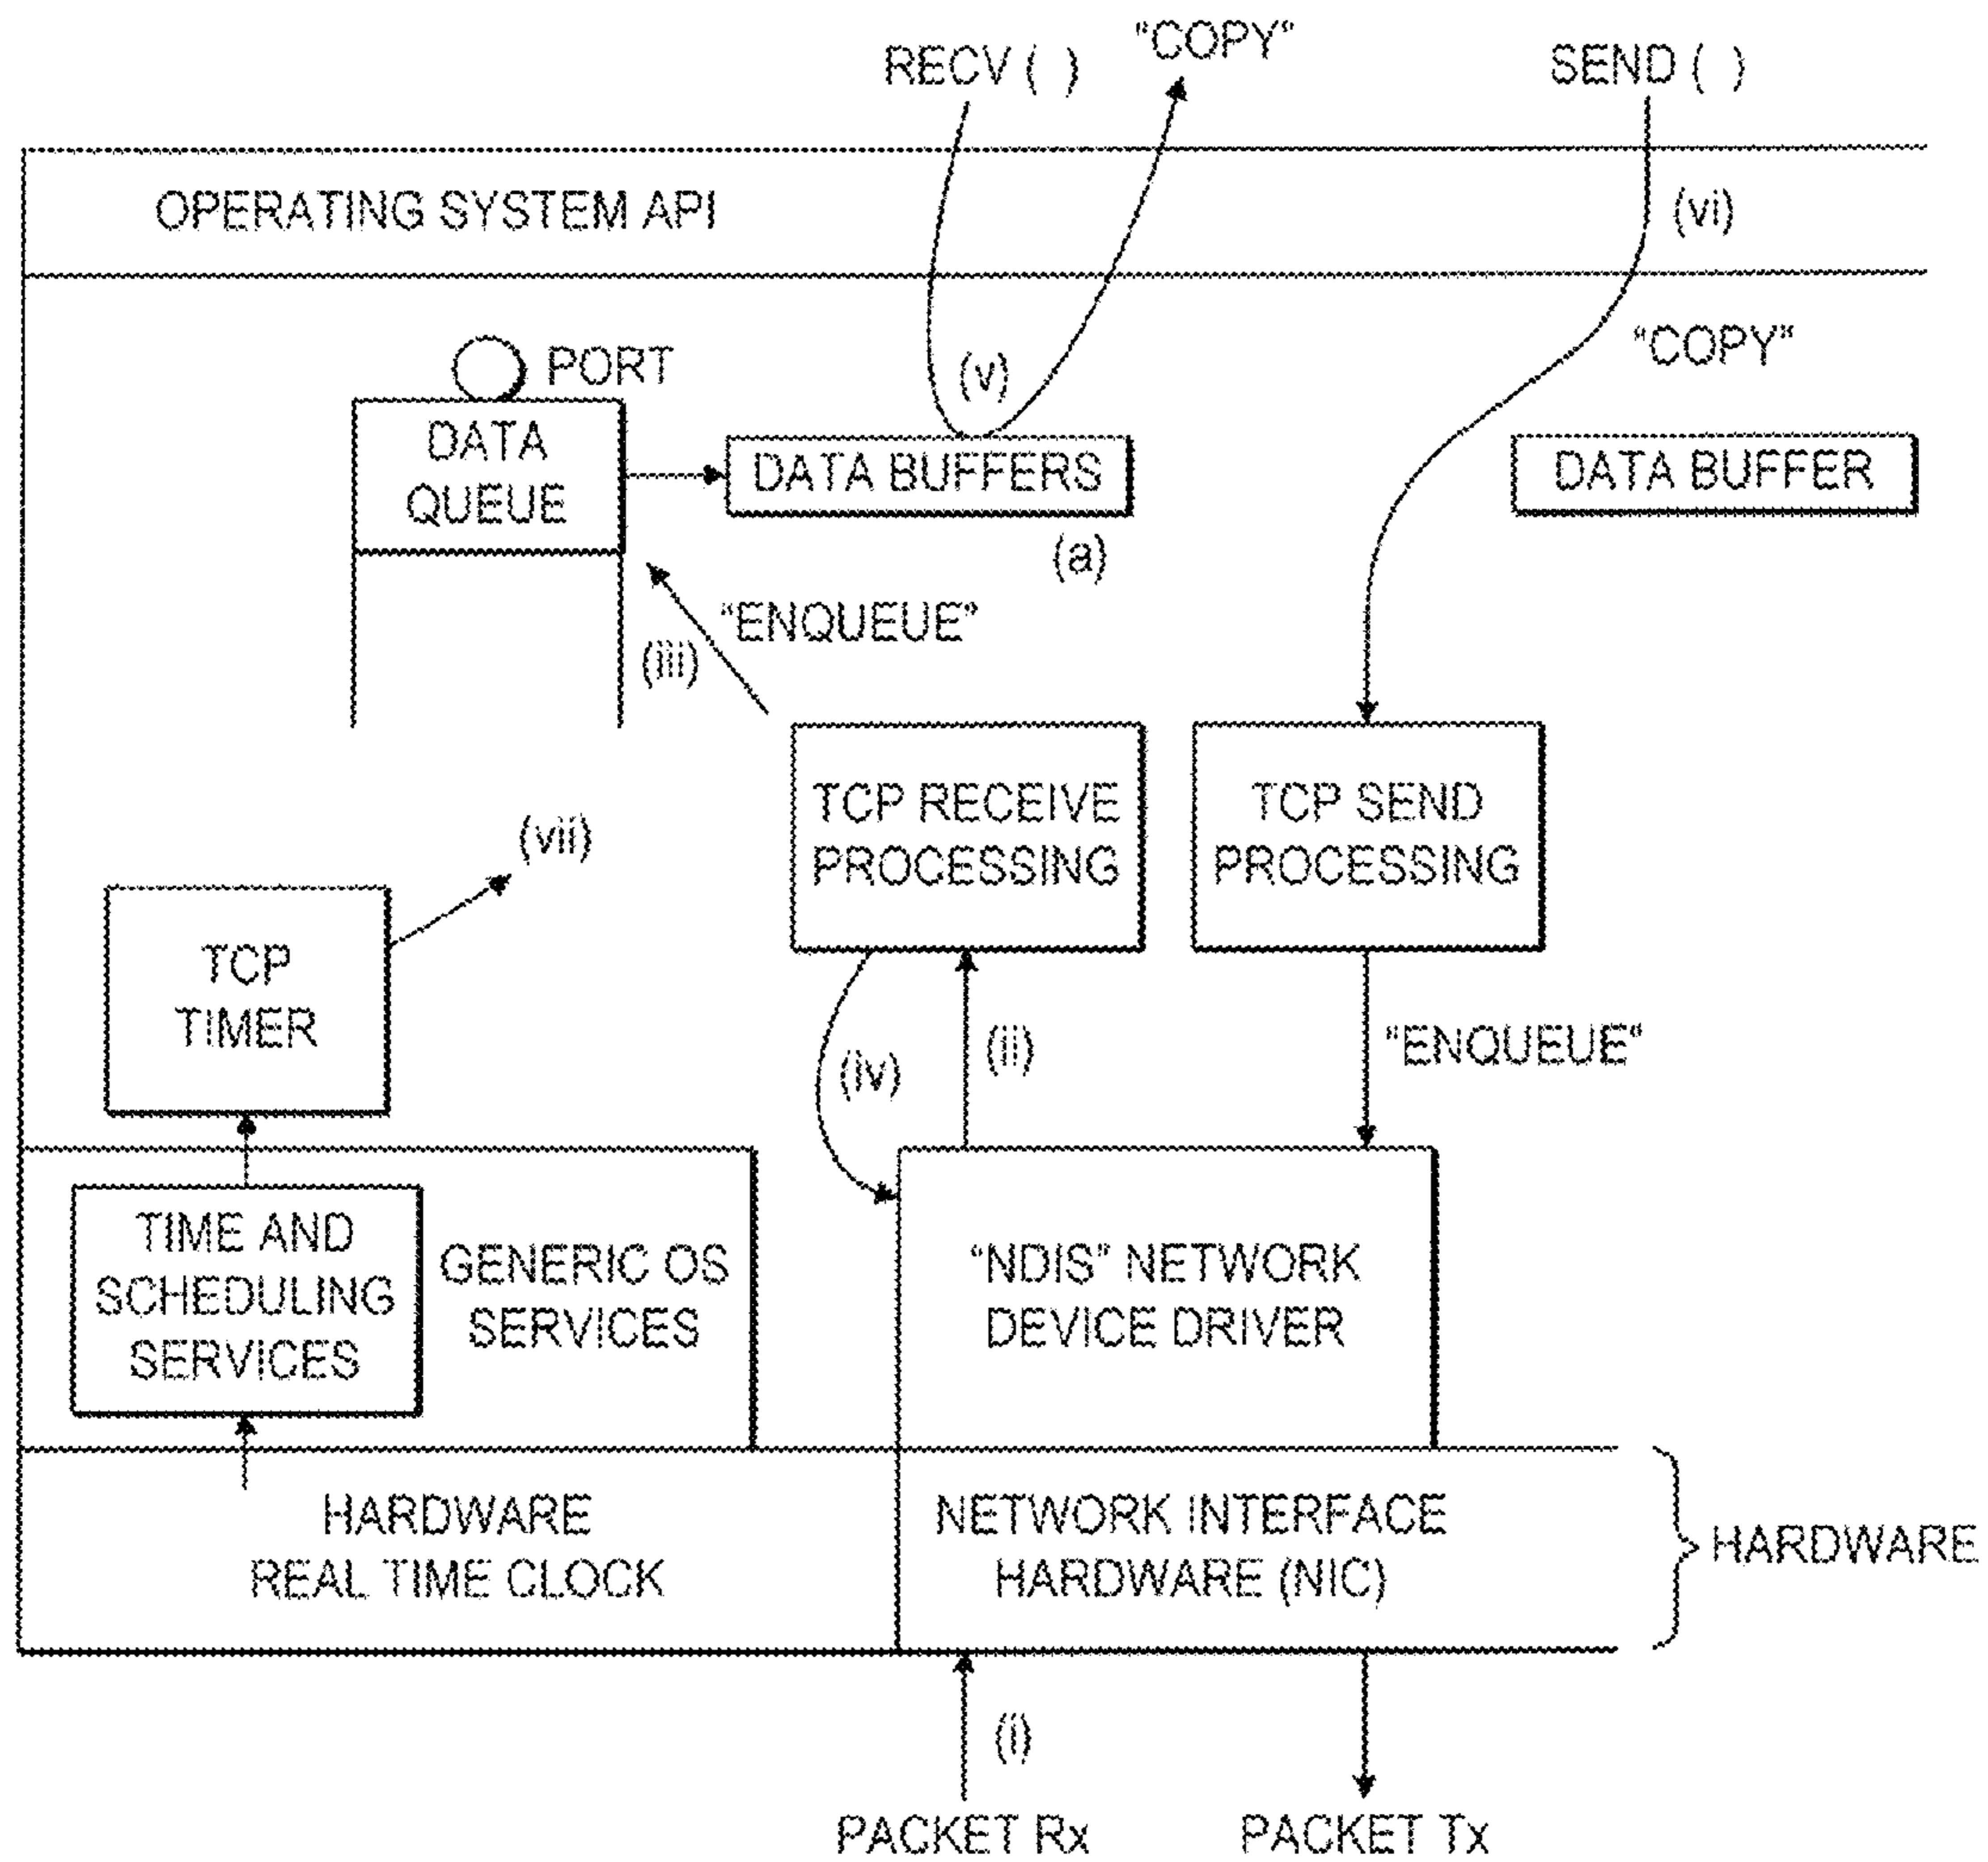 RECV ( )
"COPY"
SEND ( )
OPERATING SYSTEM API
(vi)
"COPY"
PORT
(v)
DATA
QUEUE
DATA BUFFERS
DATA BUFFER
(a)
"ENQUEUE"
(iii)
TCP RECEIVE
PROCESSING
TCP SEND
PROCESSING
(vii)
TCP
TIMER
(iv)
(ii)
"ENQUEUE"
TIME AND
SCHEDULING
SERVICES
GENERIC OS
SERVICES
"NDIS" NETWORK
DEVICE DRIVER
HARDWARE
REAL TIME CLOCK
NETWORK INTERFACE
HARDWARE (NIC)
HARDWARE
(i)
PACKET Rx
PACKET Tx